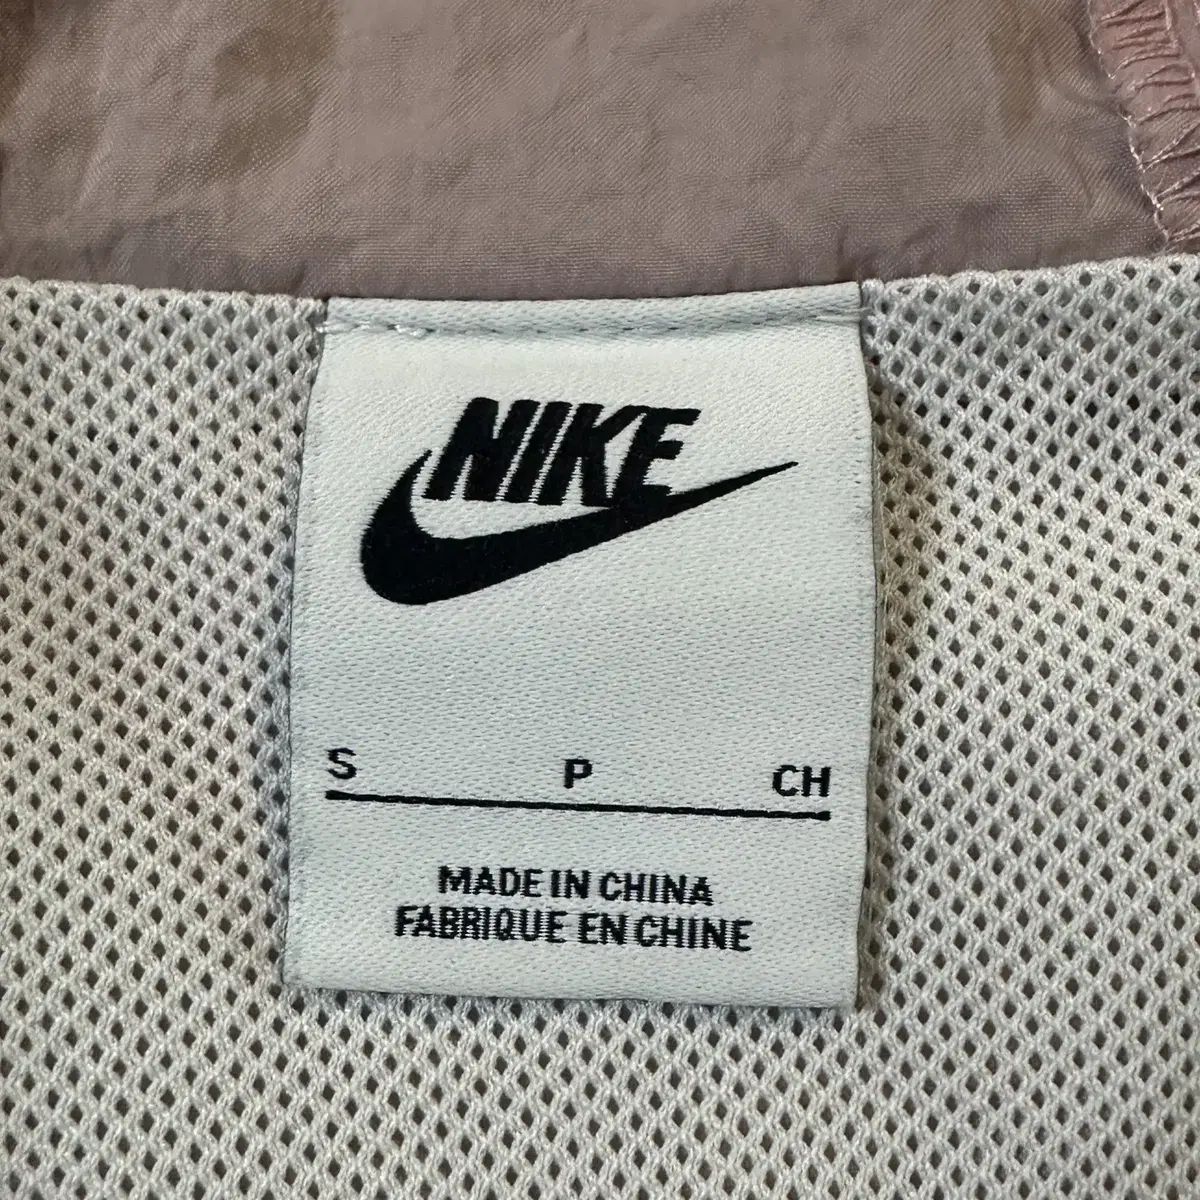 NIKE
S P CH
MADE IN CHINA
FABRIQUE EN CHINE